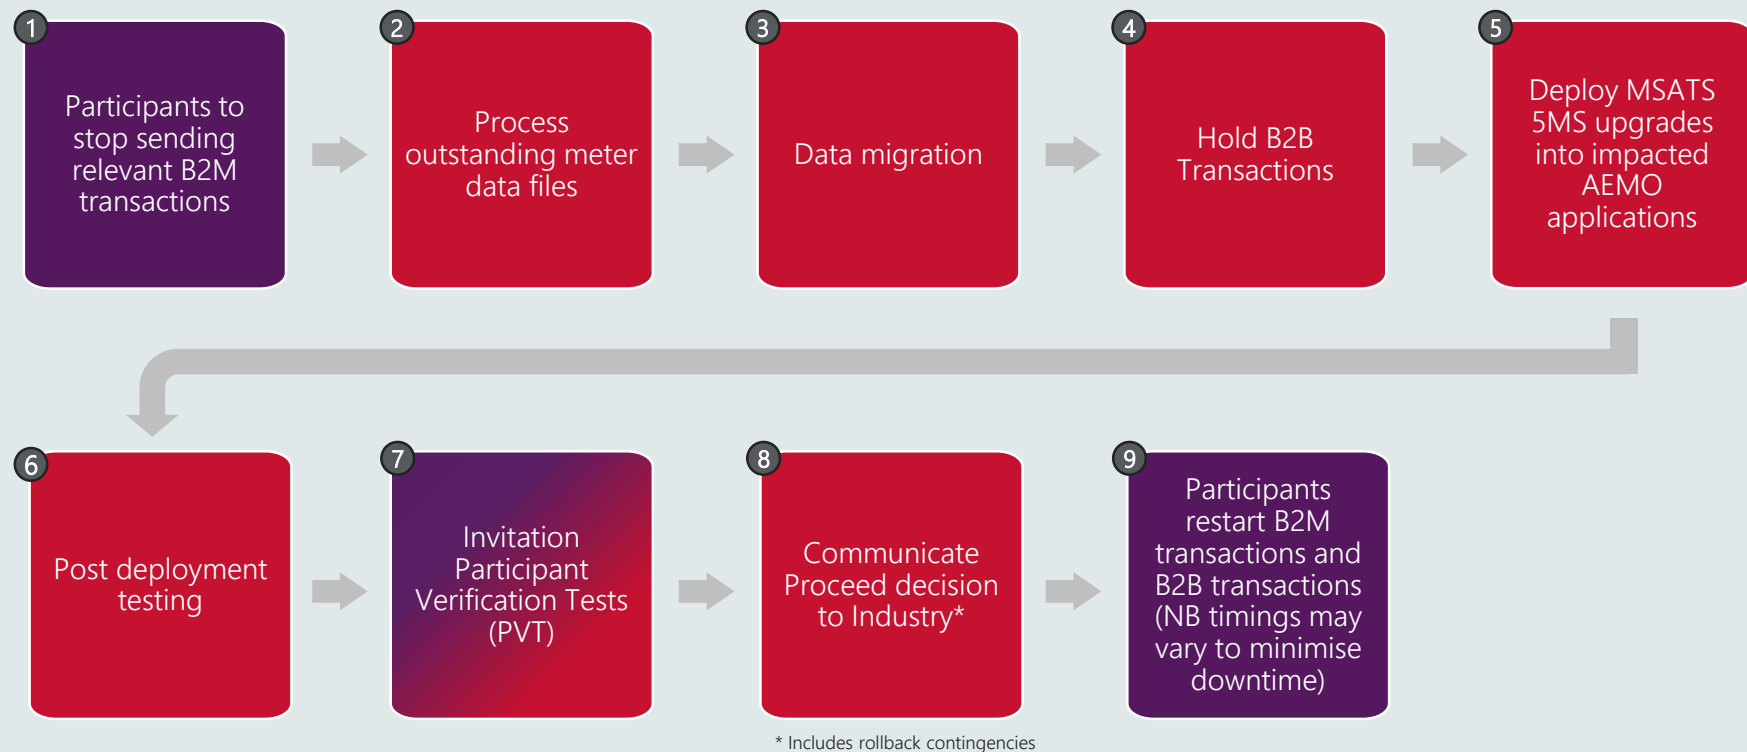 1
Participants to
stop sending
relevant B2M
transactions
2
Process
outstanding meter
data files
3
Data migration
4
Hold B2B
Transactions
5
Deploy MSATS
5MS upgrades
into impacted
AEMO
applications
6
Post deployment
testing
7
Invitation
Participant
Verification Tests
(PVT)
8
Communicate
Proceed decision
to Industry*
9
Participants
restart B2M
transactions and
B2B transactions
(NB timings may
vary to minimise
downtime)
* Includes rollback contingencies